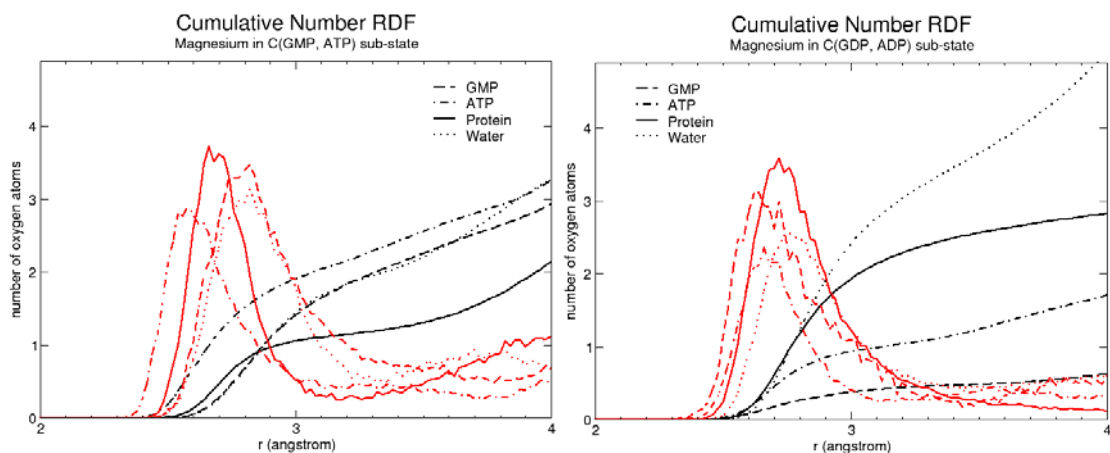 Cumulative Number RDF
Magnesium in C(GMP, ATP) sub-state
GMP
ATP
Protein
Water
number of oxygen atoms
4
3
2
1
0
2
3
4
r (angstrom)
Cumulative Number RDF
Magnesium in C(GDP, ADP) sub-state
GMP
ATP
Protein
Water
number of oxygen atoms
4
3
2
1
0
2
3
4
r (angstrom)